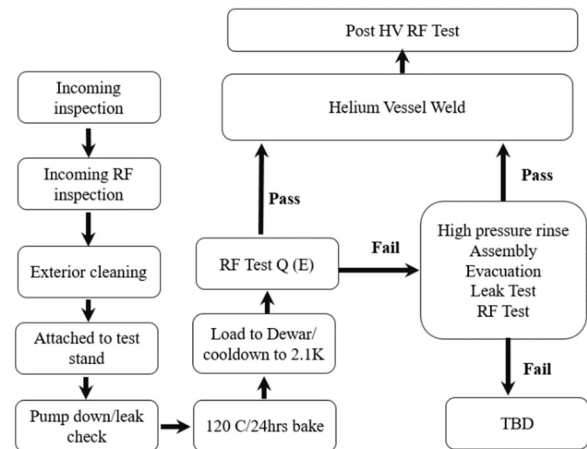 Incoming
inspection
Incoming RF
inspection
Exterior cleaning
Attached to test
stand
Pump down/leak
check
120 C/24hrs bake
Load to Dewar/
cooldown to 2.1K
RF Test Q (E)
Pass
Fail
High pressure rinse
Assembly
Evacuation
Leak Test
RF Test
Pass
Fail
TBD
Helium Vessel Weld
Post HV RF Test